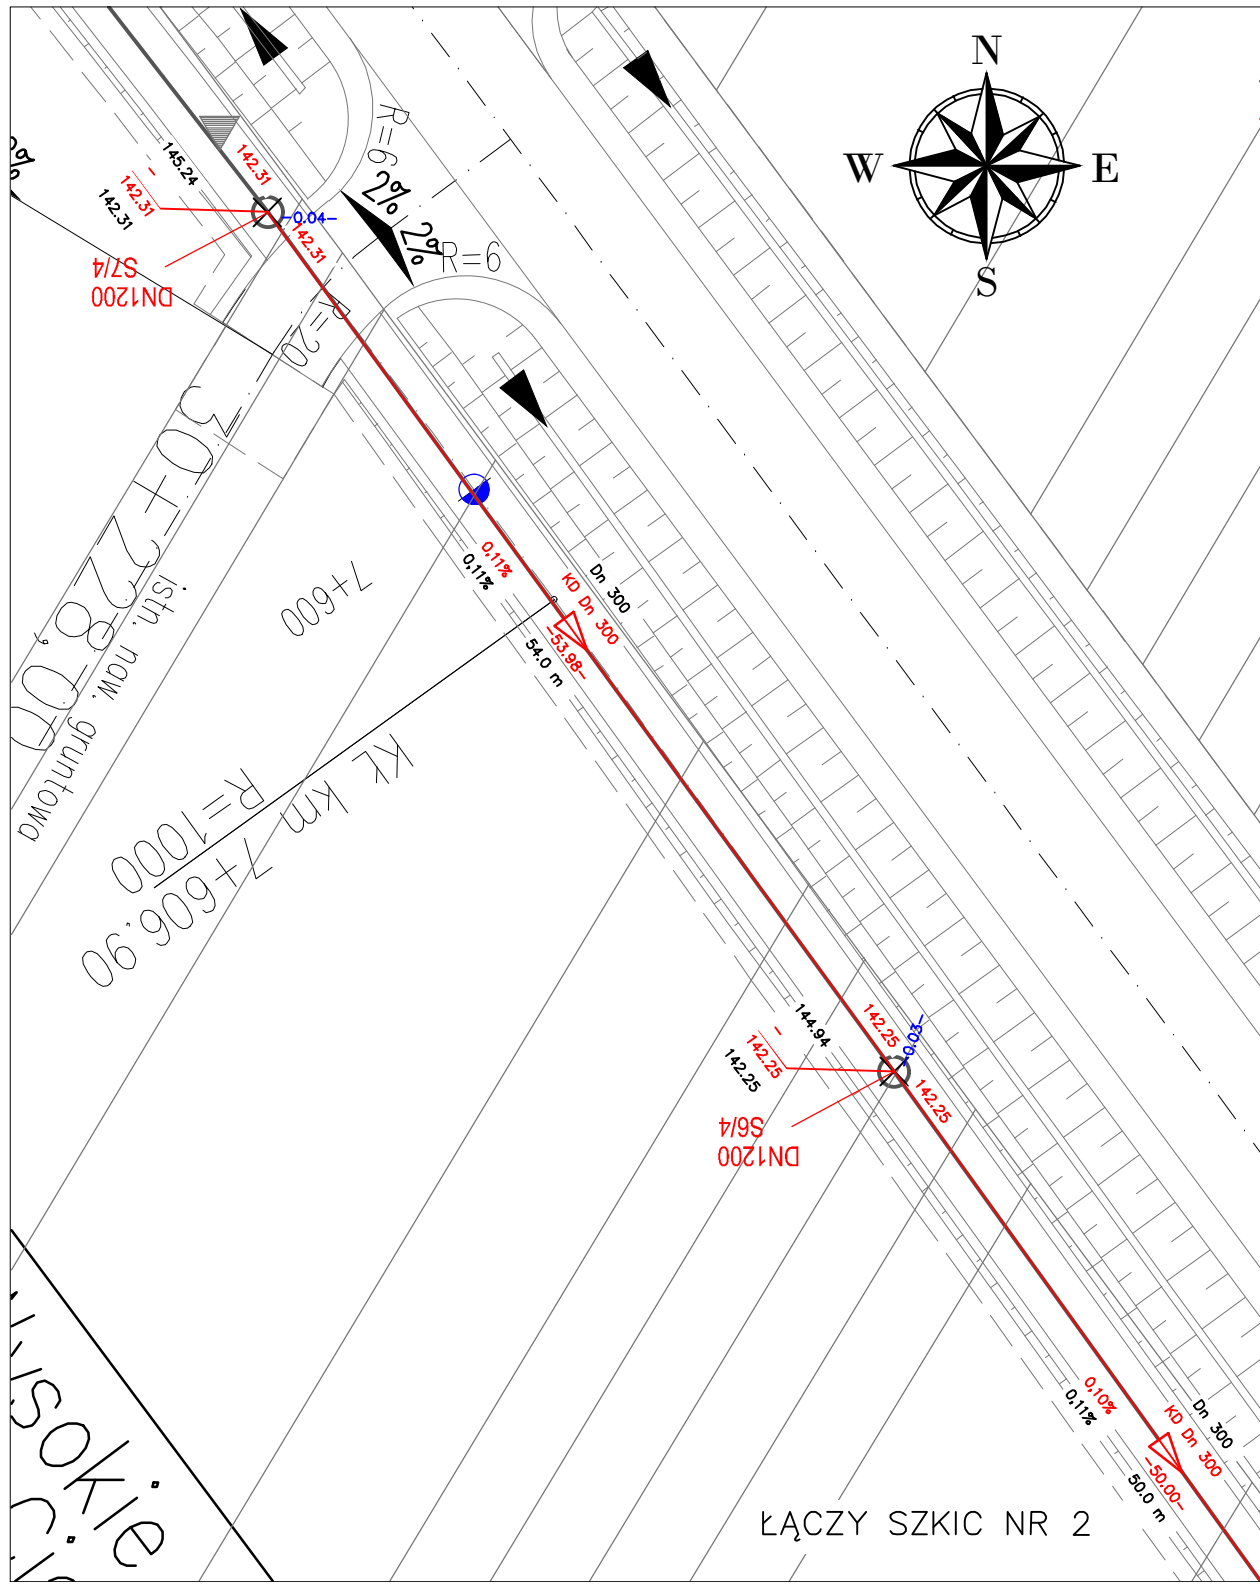 N
W
E
S
145.24
142.31
142.31
142.31
-0.04-
142.31
S7/4
DN1200
R=6
2%
2%
R=6
R=20
30+228,00
istn. naw. gruntowa
7+600
0,11%
0,11%
KD Dn 300
Dn 300
-53.98-
54.0 m
KŁ km 7+606,90
R=1000
144.94
142.25
142.25
142.25
-0.03-
142.25
S6/4
DN1200
0,10%
0,11%
KD Dn 300
Dn 300
-50.00-
50.0 m
ŁĄCZY SZKIC NR 2